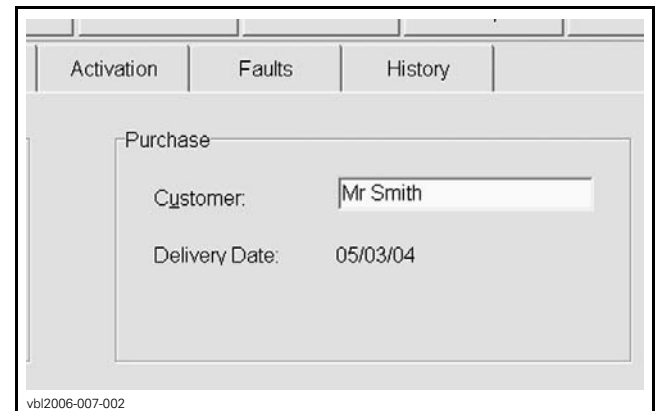 Activation Faults History
Purchase
Customer: Mr Smith
Delivery Date: 05/03/04
vbl2006-007-002